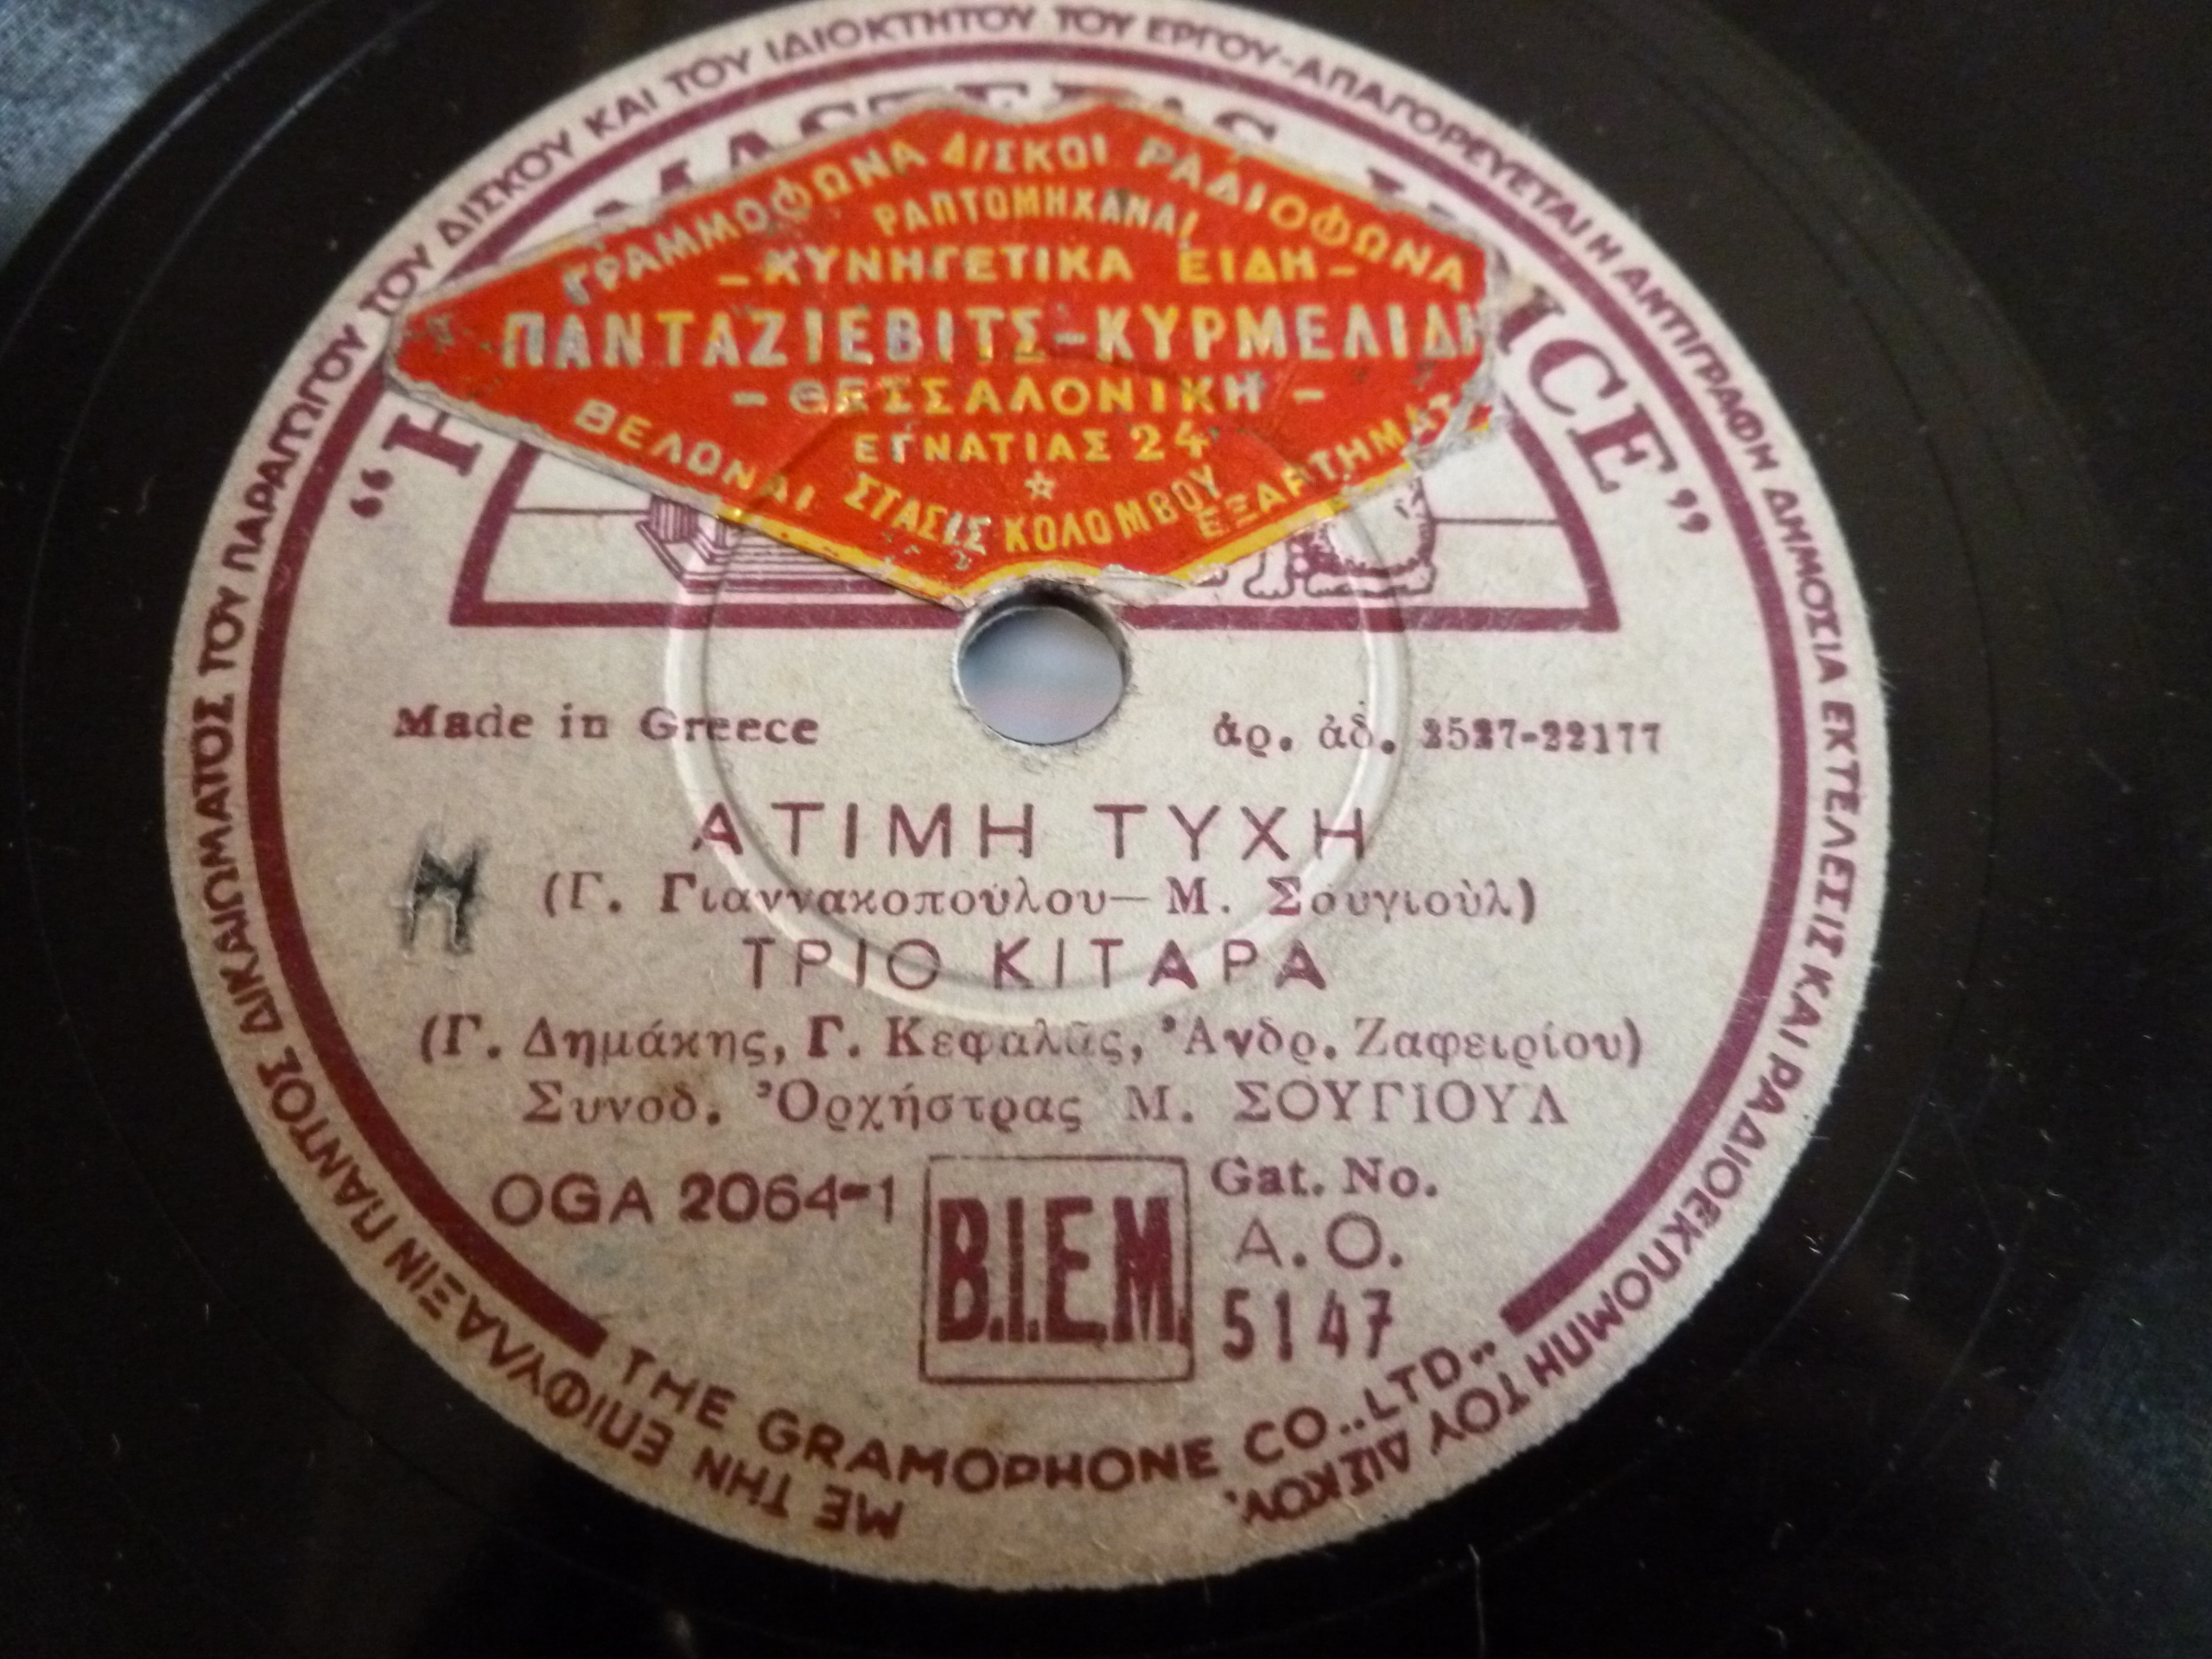 ΜΕ ΤΗΝ ΕΠΙΦΥΛΑΞΙΝ ΠΑΝΤΟΣ ΔΙΚΑΙΩΜΑΤΟΣ ΤΟΥ ΠΑΡΑΓΩΓΟΥ ΤΟΥ ΔΙΣΚΟΥ ΚΑΙ ΤΟΥ ΙΔΙΟΚΤΗΤΟΥ ΤΟΥ ΕΡΓΟΥ-ΑΠΑΓΟΡΕΥΕΤΑΙ Η ΑΝΤΙΓΡΑΦΗ ΔΗΜΟΣΙΑ ΕΚΤΕΛΕΣΙΣ ΚΑΙ ΡΑΔΙΟΕΚΠΟΜΠΗ ΤΟΥ ΔΙΣΚΟΥ.
ΓΡΑΜΜΟΦΩΝΑ ΔΙΣΚΟΙ ΡΑΔΙΟΦΩΝΑ
ΡΑΠΤΟΜΗΧΑΝΑΙ
-ΚΥΝΗΓΕΤΙΚΑ ΕΙΔΗ-
ΠΑΝΤΑΖΙΕΒΙΤΣ-ΚΥΡΜΕΛΙΔΗ
-ΘΕΣΣΑΛΟΝΙΚΗ-
ΕΓΝΑΤΙΑΣ 24
ΒΕΛΟΝΑΙ ΣΤΑΣΙΣ ΚΟΛΟΜΒΟΥ
Made in Greece
ἀρ. ἀδ. 2527-22177
ΑΤΙΜΗ ΤΥΧΗ
Μ
(Γ. Γιαννακοπούλου—Μ. Σουγιοὺλ)
ΤΡΙΟ ΚΙΤΑΡΑ
(Γ. Δημάκης, Γ. Κεφαλᾶς, Ἀνδρ. Ζαφειρίου)
Συνοδ. Ὀρχήστρας Μ. ΣΟΥΓΙΟΥΛ
OGA 2064-1
B.I.E.M.
Gat. No.
A. O.
5147
THE GRAMOPHONE CO..LTD..